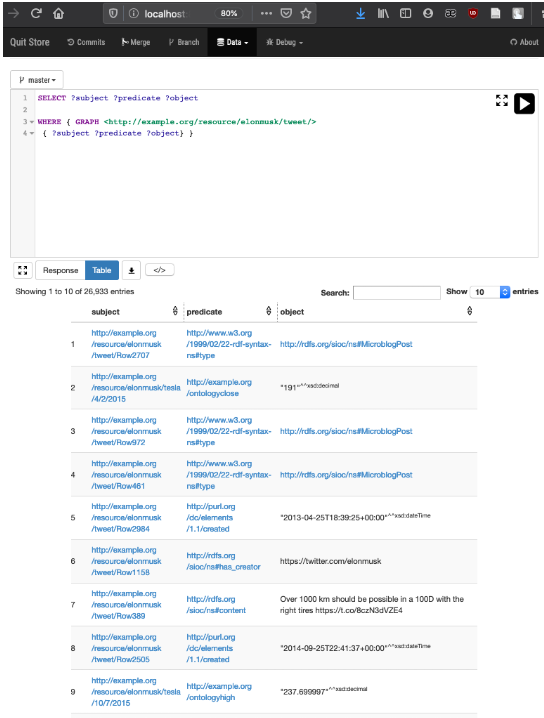 localhost 80%
Quit Store Commits Merge Branch Data Debug About
master
1 SELECT ?subject ?predicate ?object
2
3 WHERE { GRAPH <http://example.org/resource/elonmusk/tweet/>
4 { ?subject ?predicate ?object} }
Response Table </>
Showing 1 to 10 of 26,933 entries Search: Show 10 entries
subject predicate object
1 http://example.org/resource/elonmusk/tweet/Row2707 http://www.w3.org/1999/02/22-rdf-syntax-ns#type http://rdfs.org/sioc/ns#MicroblogPost
2 http://example.org/resource/elonmusk/tesla/4/2/2015 http://example.org/ontologyclose "191"^^xsd:decimal
3 http://example.org/resource/elonmusk/tweet/Row972 http://www.w3.org/1999/02/22-rdf-syntax-ns#type http://rdfs.org/sioc/ns#MicroblogPost
4 http://example.org/resource/elonmusk/tweet/Row461 http://www.w3.org/1999/02/22-rdf-syntax-ns#type http://rdfs.org/sioc/ns#MicroblogPost
5 http://example.org/resource/elonmusk/tweet/Row2984 http://purl.org/dc/elements/1.1/created "2013-04-25T18:39:25+00:00"^^xsd:dateTime
6 http://example.org/resource/elonmusk/tweet/Row1158 http://rdfs.org/sioc/ns#has_creator https://twitter.com/elonmusk
7 http://example.org/resource/elonmusk/tweet/Row389 http://rdfs.org/sioc/ns#content Over 1000 km should be possible in a 100D with the right tires https://t.co/8czN3dVZE4
8 http://example.org/resource/elonmusk/tweet/Row2505 http://purl.org/dc/elements/1.1/created "2014-09-25T22:41:37+00:00"^^xsd:dateTime
9 http://example.org/resource/elonmusk/tesla/10/7/2015 http://example.org/ontologyhigh "237.699997"^^xsd:decimal